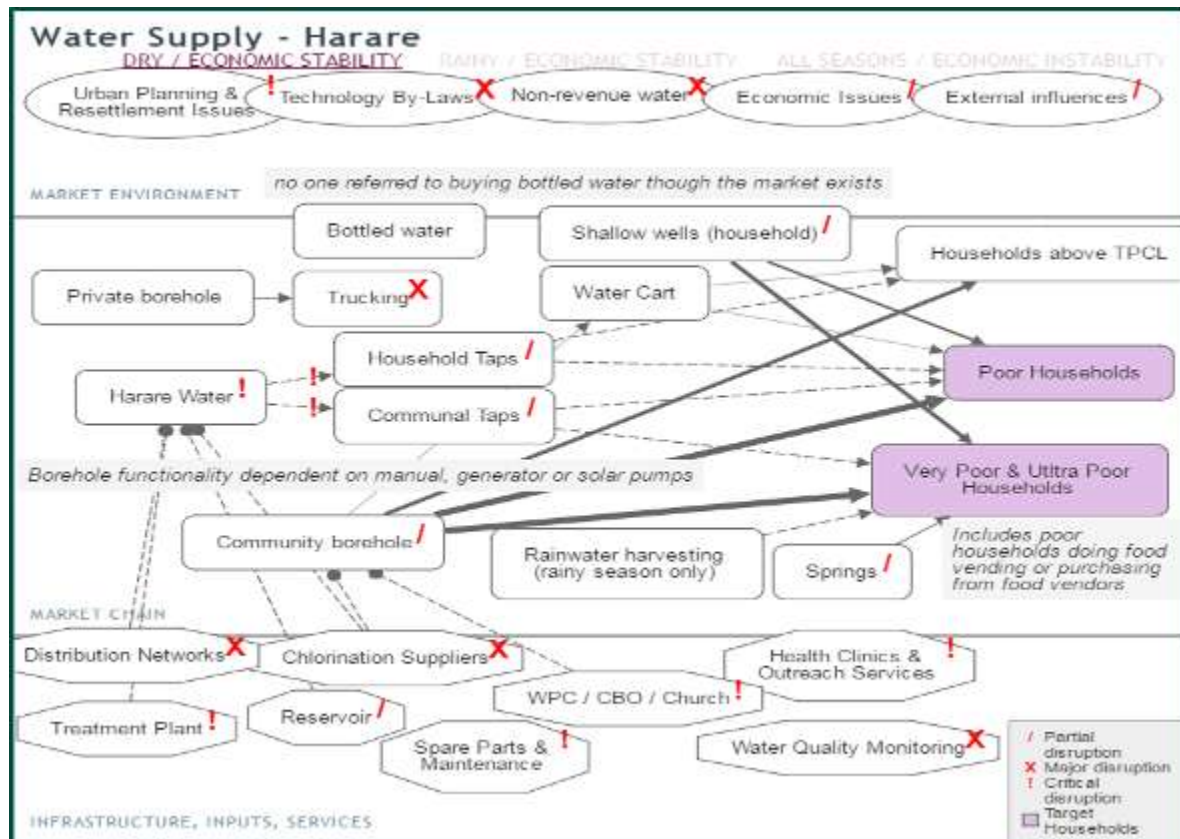 Water Supply - Harare
DRY / ECONOMIC STABILITY
RAINY / ECONOMIC STABILITY
ALL SEASONS / ECONOMIC INSTABILITY
Urban Planning &
Resettlement Issues
!
Technology By-Laws
X
Non-revenue water
X
Economic Issues
/
External influences
/
MARKET ENVIRONMENT
no one referred to buying bottled water though the market exists
Bottled water
Shallow wells (household)
/
Households above TPCL
Private borehole
Trucking
X
Water Cart
Household Taps
/
Poor Households
Harare Water
!
!
!
Communal Taps
/
Borehole functionality dependent on manual, generator or solar pumps
Very Poor & Utltra Poor
Households
Community borehole
/
Rainwater harvesting
(rainy season only)
Springs
/
Includes poor
households doing food
vending or purchasing
from food vendors
MARKET CHAIN
Distribution Networks
X
Chlorination Suppliers
X
Health Clinics &
Outreach Services
!
WPC / CBO / Church
!
Treatment Plant
!
Reservoir
/
Spare Parts &
Maintenance
!
Water Quality Monitoring
X
/ Partial
disruption
X Major disruption
! Critical
disruption
Target
Households
INFRASTRUCTURE, INPUTS, SERVICES